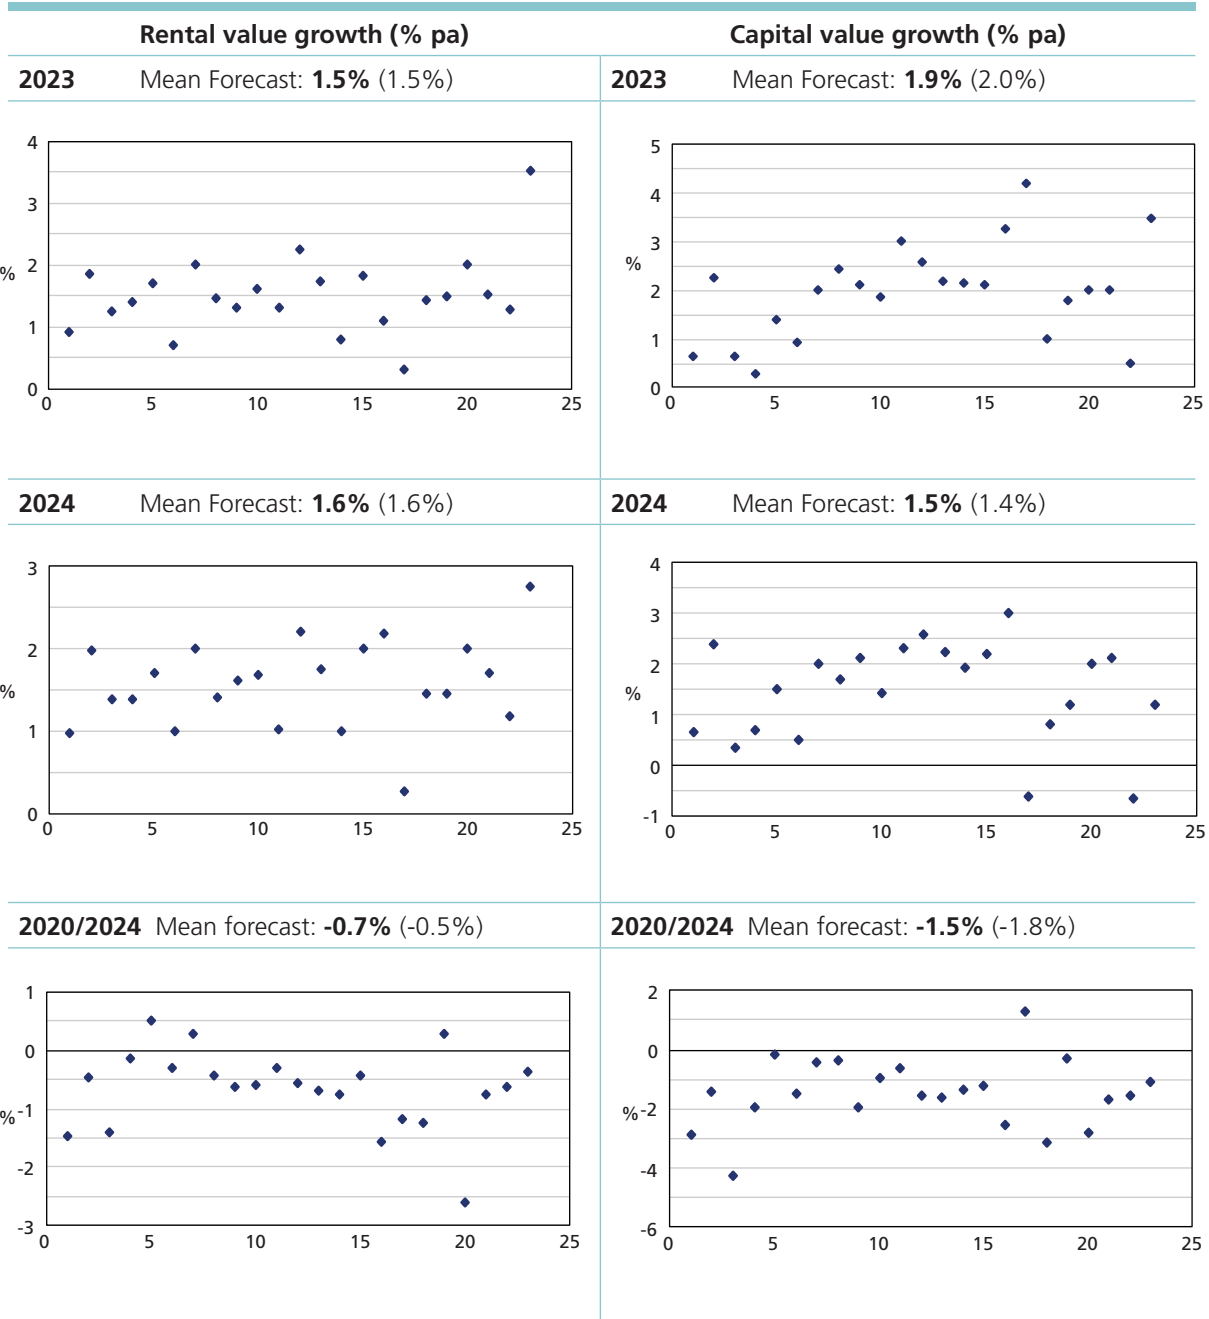 Rental value growth (% pa)
Capital value growth (% pa)
2023 Mean Forecast: 1.5% (1.5%)
2023 Mean Forecast: 1.9% (2.0%)
4
3
2
%
1
0
0 5 10 15 20 25
5
4
3
%
2
1
0
0 5 10 15 20 25
2024 Mean Forecast: 1.6% (1.6%)
2024 Mean Forecast: 1.5% (1.4%)
3
2
%
1
0
0 5 10 15 20 25
4
3
2
%
1
0
-1
0 5 10 15 20 25
2020/2024 Mean forecast: -0.7% (-0.5%)
2020/2024 Mean forecast: -1.5% (-1.8%)
1
0
% -1
-2
-3
0 5 10 15 20 25
2
0
% -2
-4
-6
0 5 10 15 20 25